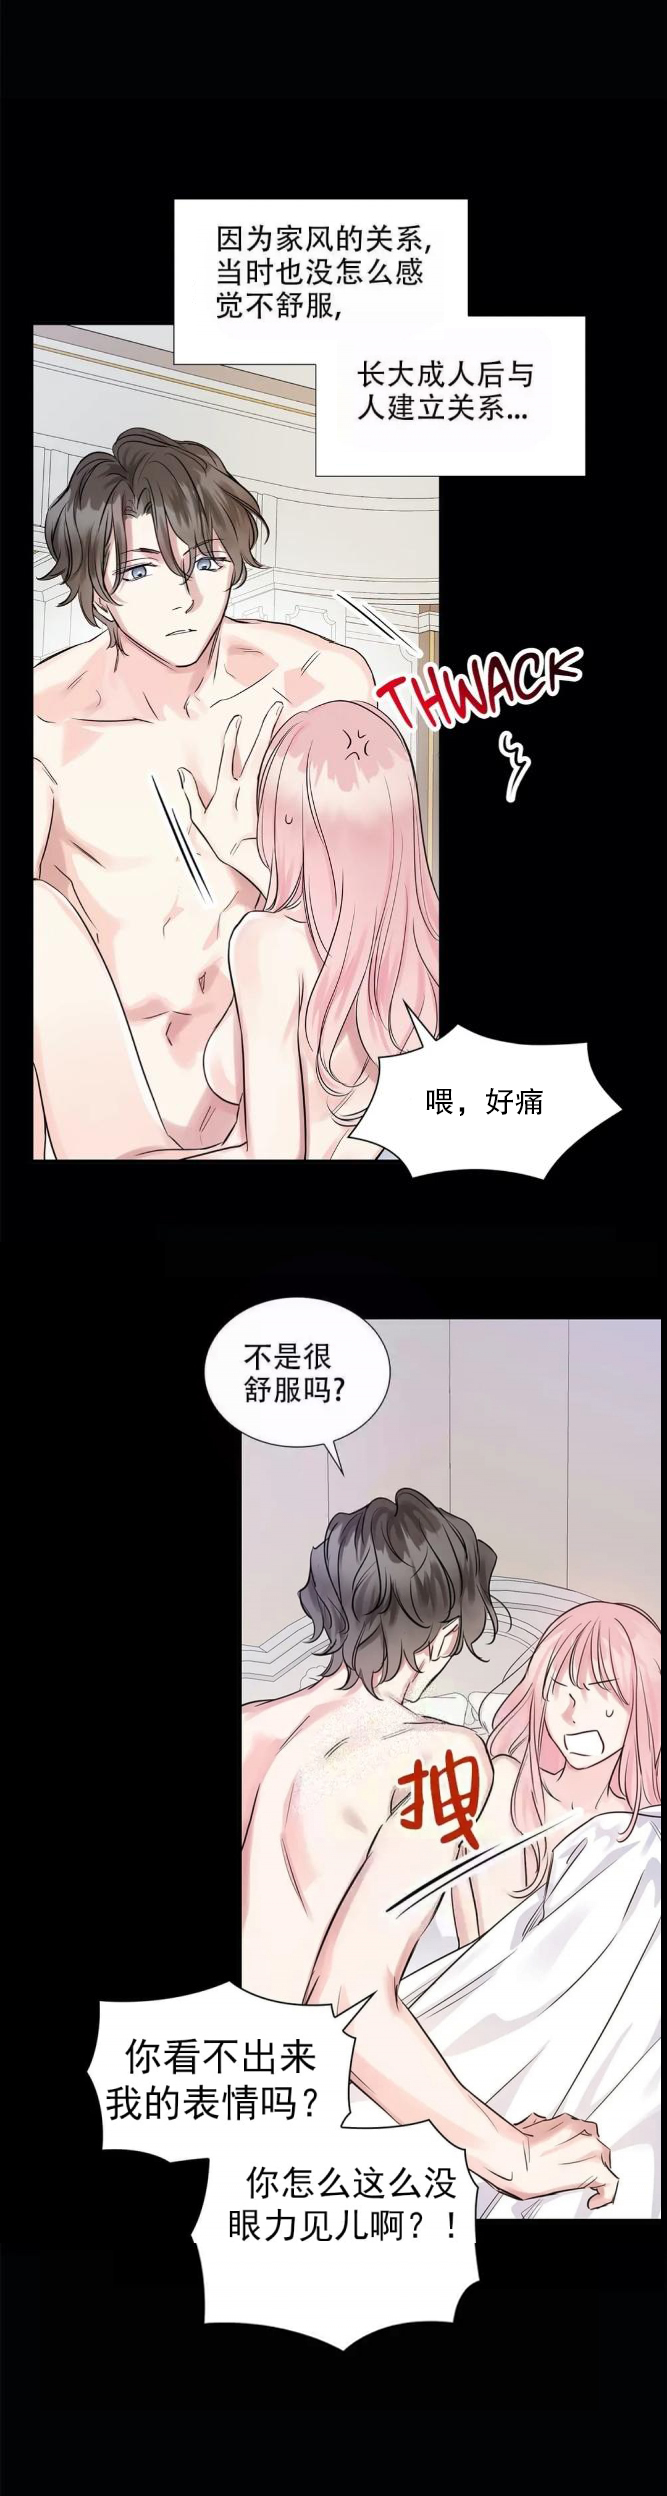 因为家风的关系,
当时也没怎么感
觉不舒服,
长大成人后与
人建立关系...
THWACK
喂，好痛
不是很
舒服吗?
拽
你看不出来
我的表情吗？
你怎么这么没
眼力见儿啊？！